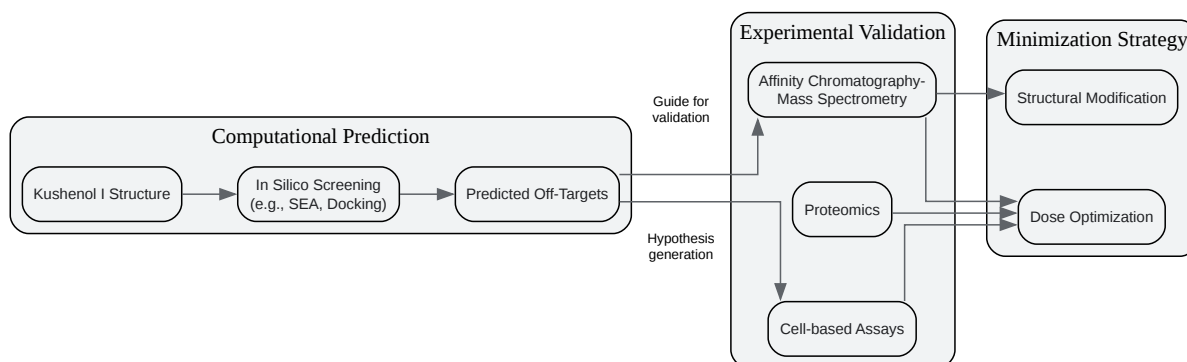 Computational Prediction
Kushenol I Structure
In Silico Screening
(e.g., SEA, Docking)
Predicted Off-Targets
Guide for
validation
Hypothesis
generation
Experimental Validation
Affinity Chromatography-
Mass Spectrometry
Proteomics
Cell-based Assays
Minimization Strategy
Structural Modification
Dose Optimization